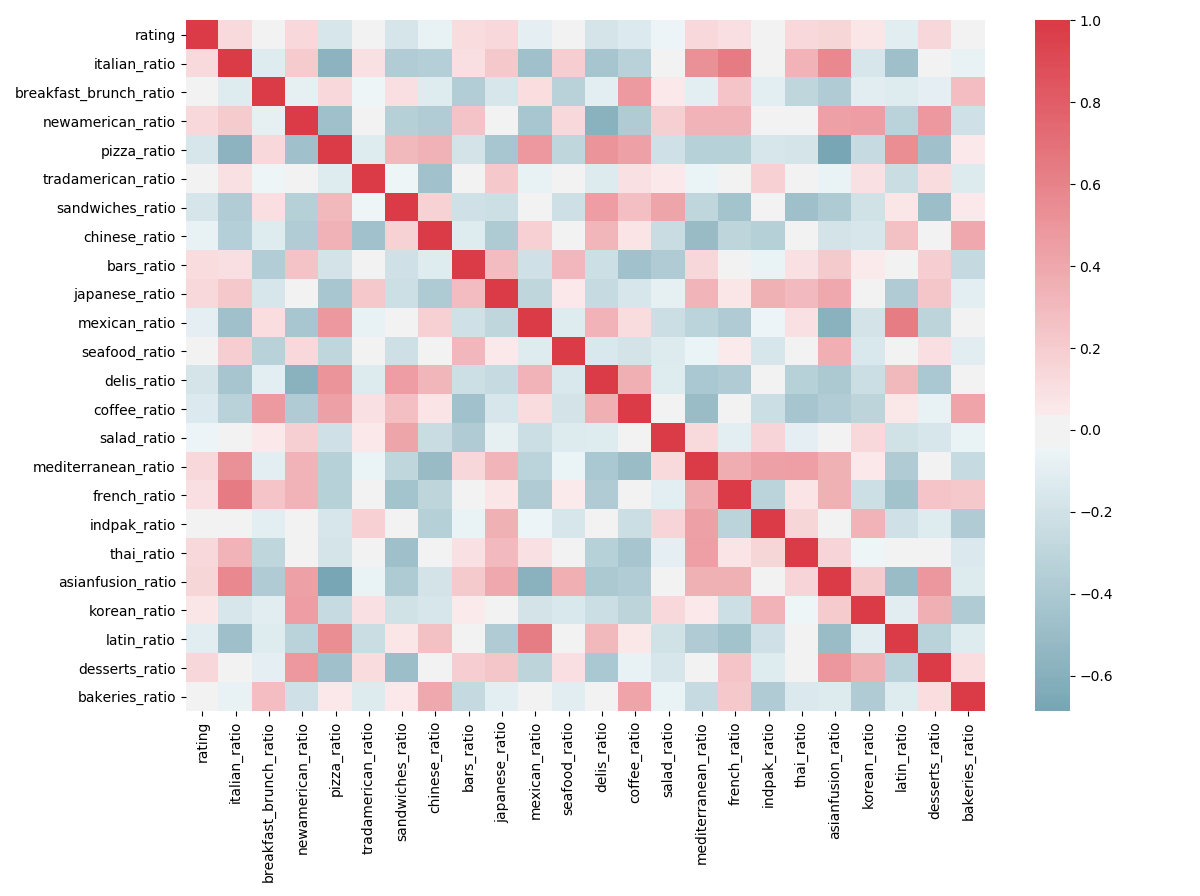 rating
italian_ratio
breakfast_brunch_ratio
newamerican_ratio
pizza_ratio
tradamerican_ratio
sandwiches_ratio
chinese_ratio
bars_ratio
japanese_ratio
mexican_ratio
seafood_ratio
delis_ratio
coffee_ratio
salad_ratio
mediterranean_ratio
french_ratio
indpak_ratio
thai_ratio
asianfusion_ratio
korean_ratio
latin_ratio
desserts_ratio
bakeries_ratio
rating
italian_ratio
breakfast_brunch_ratio
newamerican_ratio
pizza_ratio
tradamerican_ratio
sandwiches_ratio
chinese_ratio
bars_ratio
japanese_ratio
mexican_ratio
seafood_ratio
delis_ratio
coffee_ratio
salad_ratio
mediterranean_ratio
french_ratio
indpak_ratio
thai_ratio
asianfusion_ratio
korean_ratio
latin_ratio
desserts_ratio
bakeries_ratio
1.0
0.8
0.6
0.4
0.2
0.0
−0.2
−0.4
−0.6